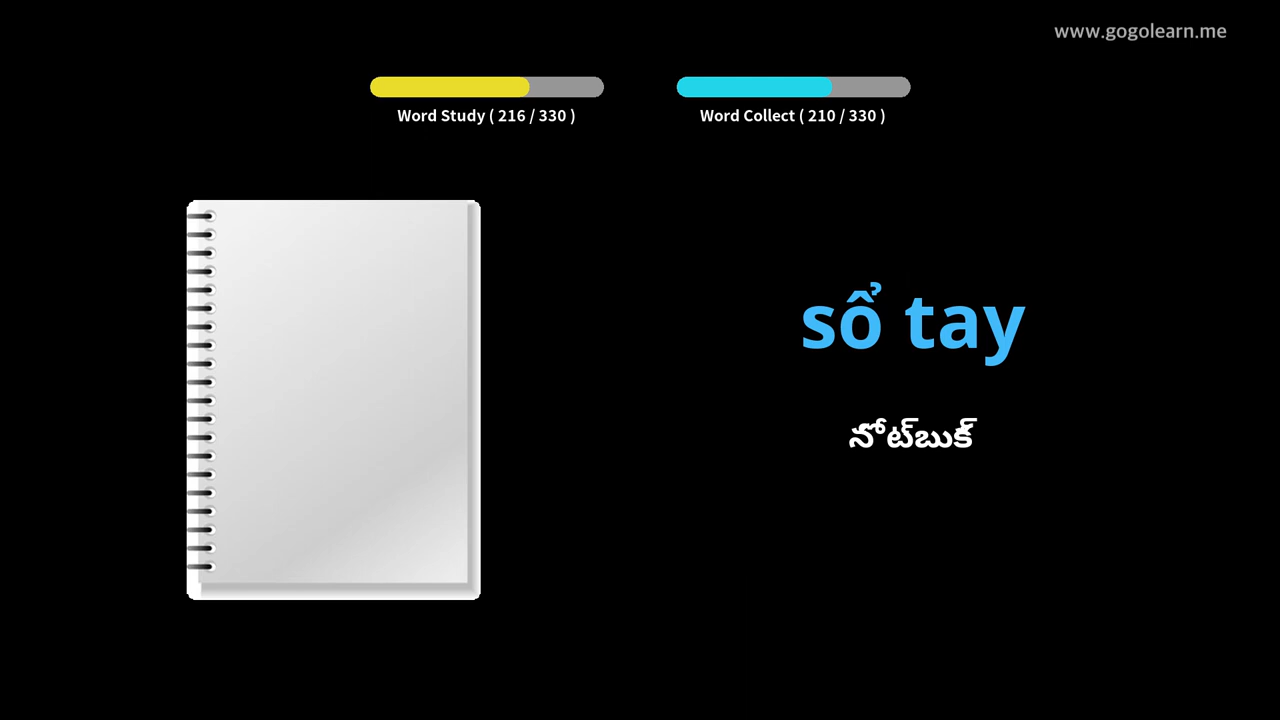 www.gogolearn.me
Word Study ( 216 / 330 )
Word Collect ( 210 / 330 )
sổ tay
నోట్‌బుక్